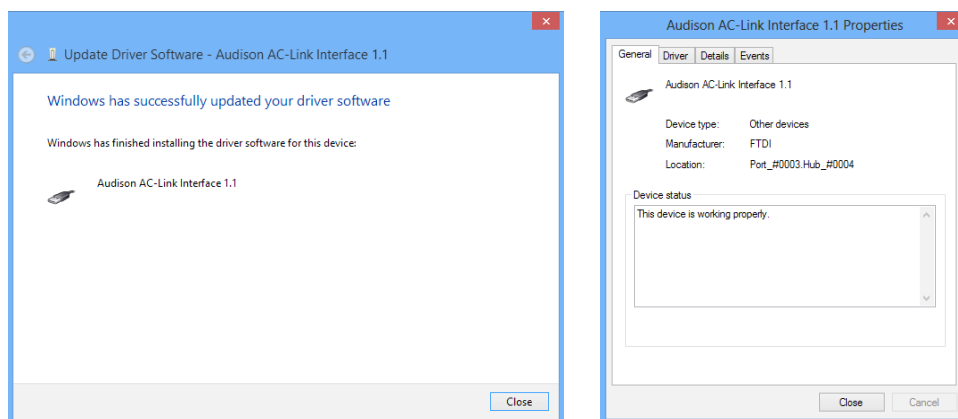 Update Driver Software - Audison AC-Link Interface 1.1
Windows has successfully updated your driver software
Windows has finished installing the driver software for this device:
Audison AC-Link Interface 1.1
Close
Audison AC-Link Interface 1.1 Properties
General Driver Details Events
Audison AC-Link Interface 1.1
Device type: Other devices
Manufacturer: FTDI
Location: Port_#0003.Hub_#0004
Device status
This device is working properly.
Close Cancel